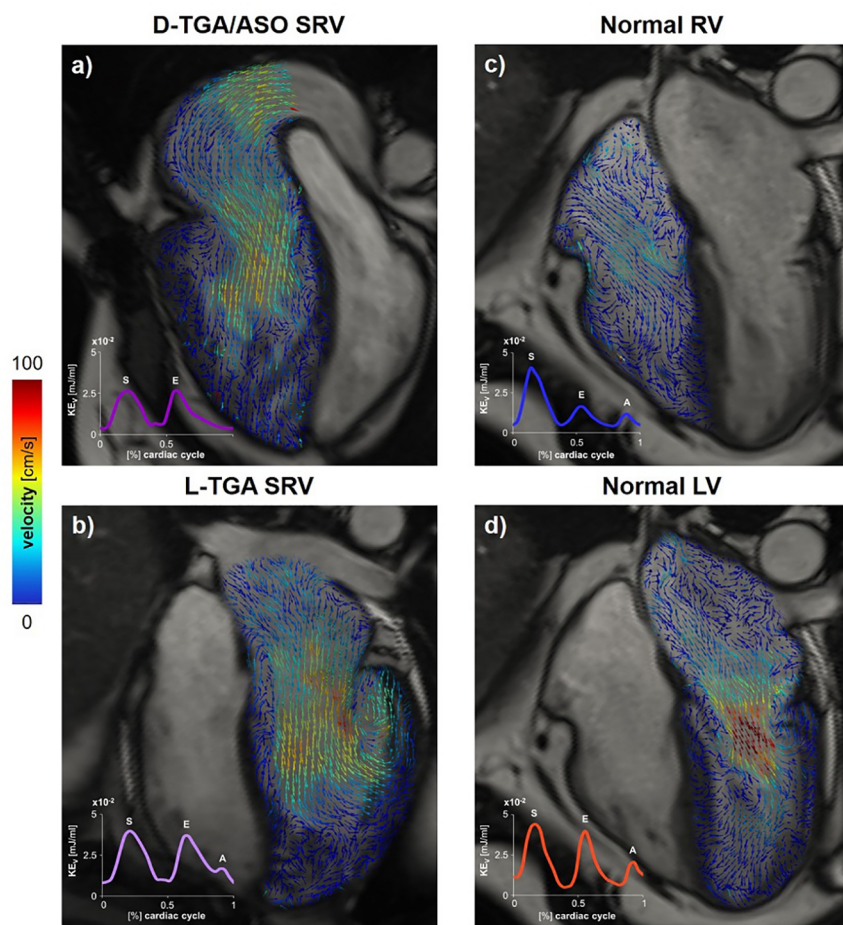 D-TGA/ASO SRV
Normal RV
a)
c)
x10⁻²
5
2.5
0
KEV [mJ/ml]
S
E
0
0.5
1
[%] cardiac cycle
x10⁻²
5
2.5
0
KEV [mJ/ml]
S
E
A
0
0.5
1
[%] cardiac cycle
100
velocity [cm/s]
0
L-TGA SRV
Normal LV
b)
d)
x10⁻²
5
2.5
0
KEV [mJ/ml]
S
E
A
0
0.5
1
[%] cardiac cycle
x10⁻²
5
2.5
0
KEV [mJ/ml]
S
E
A
0
0.5
1
[%] cardiac cycle